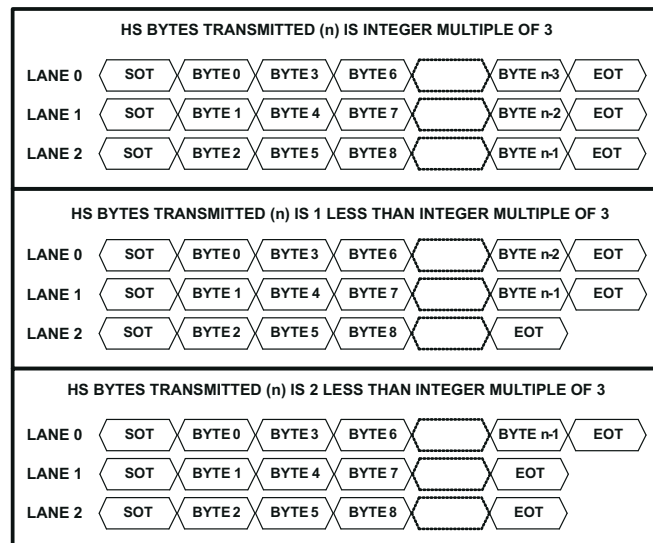 HS BYTES TRANSMITTED (n) IS INTEGER MULTIPLE OF 3
LANE 0 SOT BYTE 0 BYTE 3 BYTE 6 BYTE n-3 EOT
LANE 1 SOT BYTE 1 BYTE 4 BYTE 7 BYTE n-2 EOT
LANE 2 SOT BYTE 2 BYTE 5 BYTE 8 BYTE n-1 EOT
HS BYTES TRANSMITTED (n) IS 1 LESS THAN INTEGER MULTIPLE OF 3
LANE 0 SOT BYTE 0 BYTE 3 BYTE 6 BYTE n-2 EOT
LANE 1 SOT BYTE 1 BYTE 4 BYTE 7 BYTE n-1 EOT
LANE 2 SOT BYTE 2 BYTE 5 BYTE 8 EOT
HS BYTES TRANSMITTED (n) IS 2 LESS THAN INTEGER MULTIPLE OF 3
LANE 0 SOT BYTE 0 BYTE 3 BYTE 6 BYTE n-1 EOT
LANE 1 SOT BYTE 1 BYTE 4 BYTE 7 EOT
LANE 2 SOT BYTE 2 BYTE 5 BYTE 8 EOT